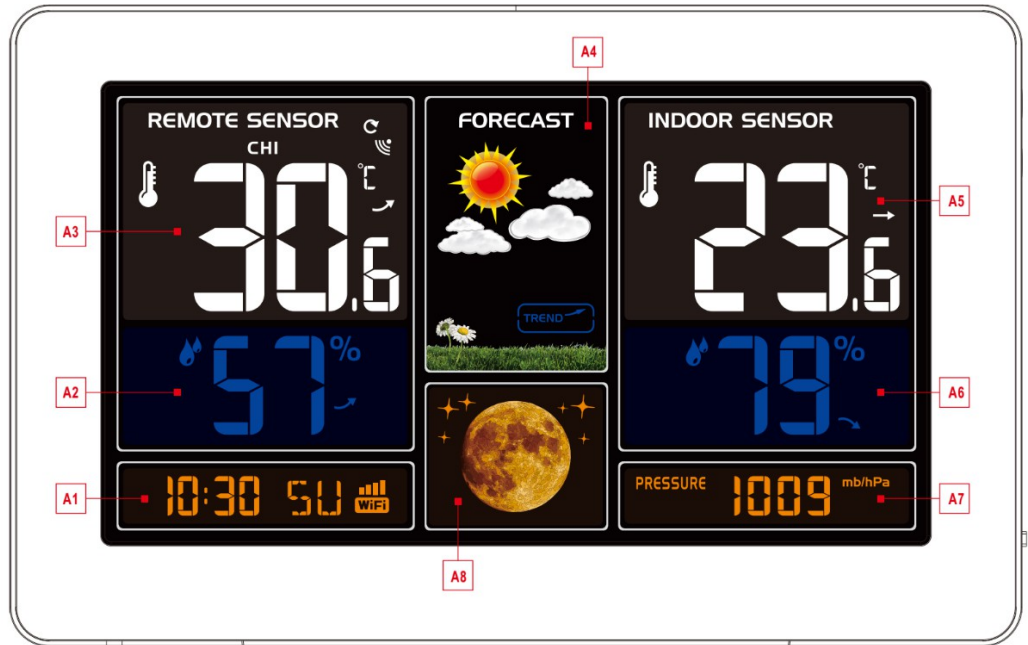 A4
REMOTE SENSOR
CHI
30.6 °C
A3
57 %
A2
10:30 SU WiFi
A1
FORECAST
TREND
A8
INDOOR SENSOR
23.6 °C
A5
79 %
A6
PRESSURE 1009 mb/hPa
A7